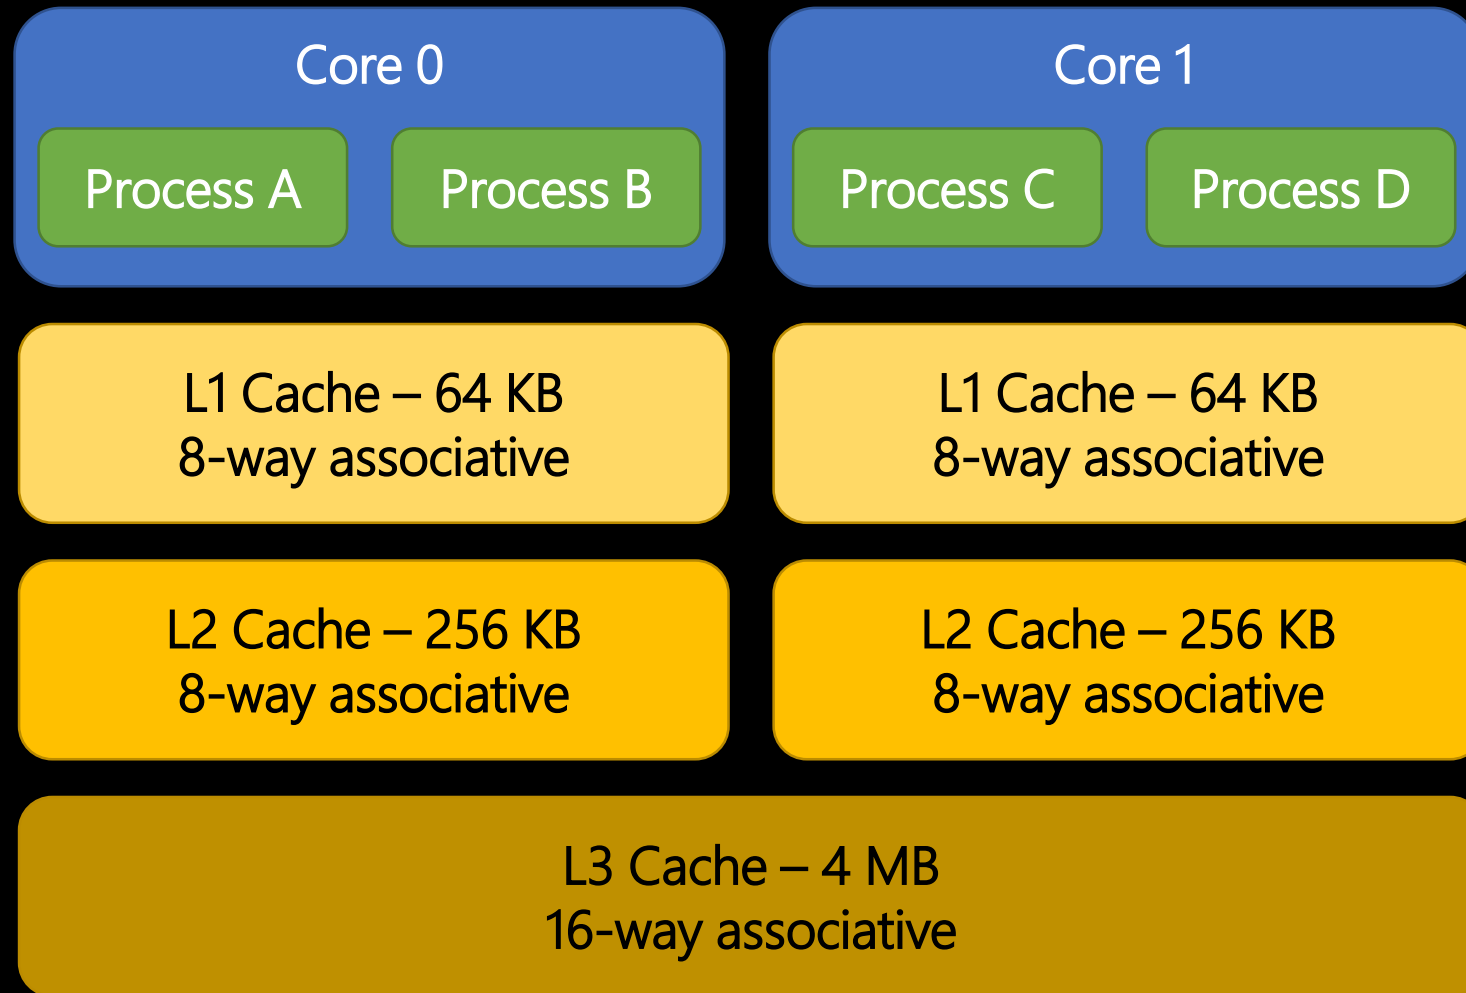 Core 0
Core 1
Process A
Process B
Process C
Process D
L1 Cache – 64 KB
8-way associative
L1 Cache – 64 KB
8-way associative
L2 Cache – 256 KB
8-way associative
L2 Cache – 256 KB
8-way associative
L3 Cache – 4 MB
16-way associative